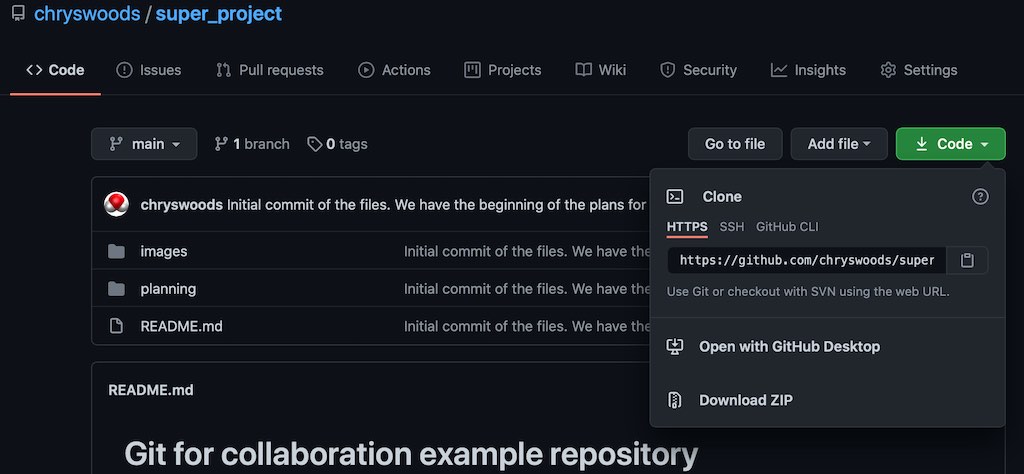 chryswoods / super_project
Code Issues Pull requests Actions Projects Wiki Security Insights Settings
main 1 branch 0 tags Go to file Add file Code
chryswoods Initial commit of the files. We have the beginning of the plans for
images Initial commit of the files. We have the
planning Initial commit of the files. We have the
README.md Initial commit of the files. We have the
Clone
HTTPS SSH GitHub CLI
https://github.com/chryswoods/super
Use Git or checkout with SVN using the web URL.
Open with GitHub Desktop
Download ZIP
README.md
Git for collaboration example repository